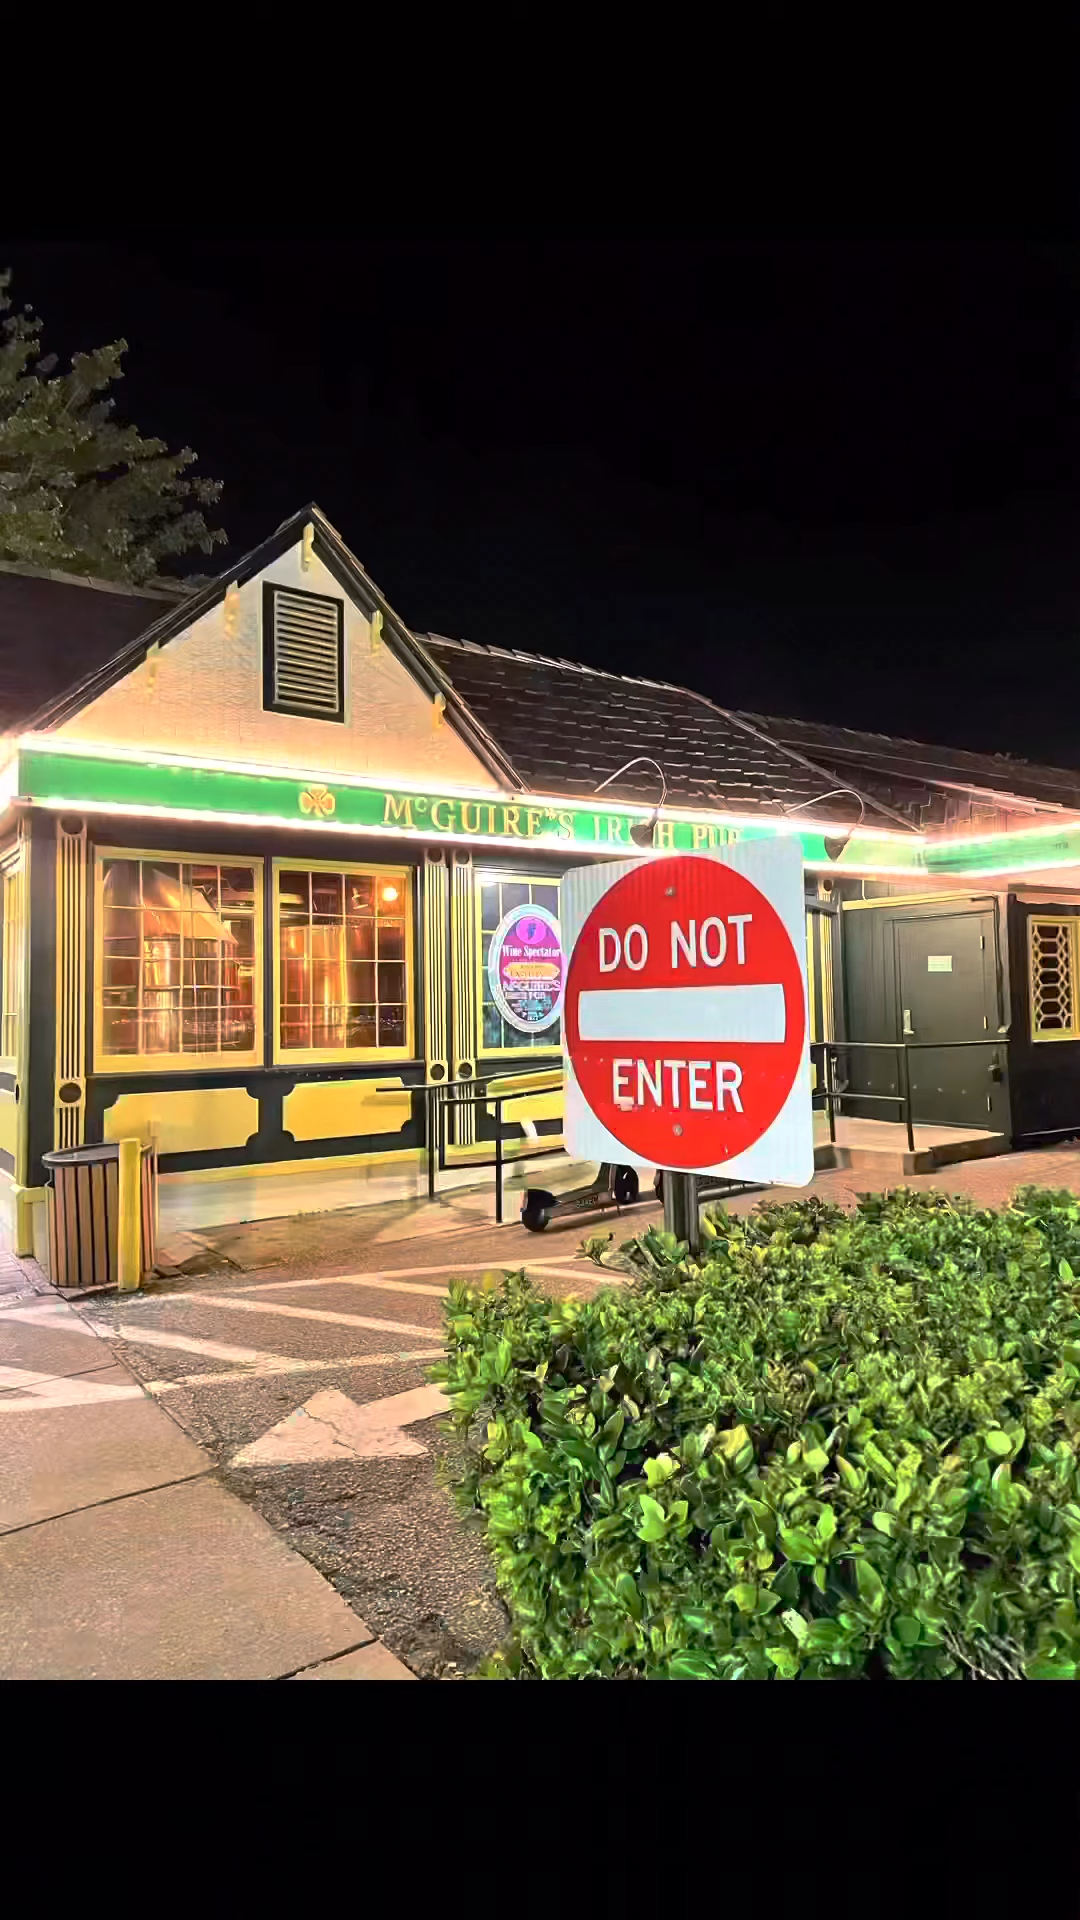 McGUIRE'S IRISH PUB
Wine Spectator
McGUIRE'S
DO NOT
ENTER